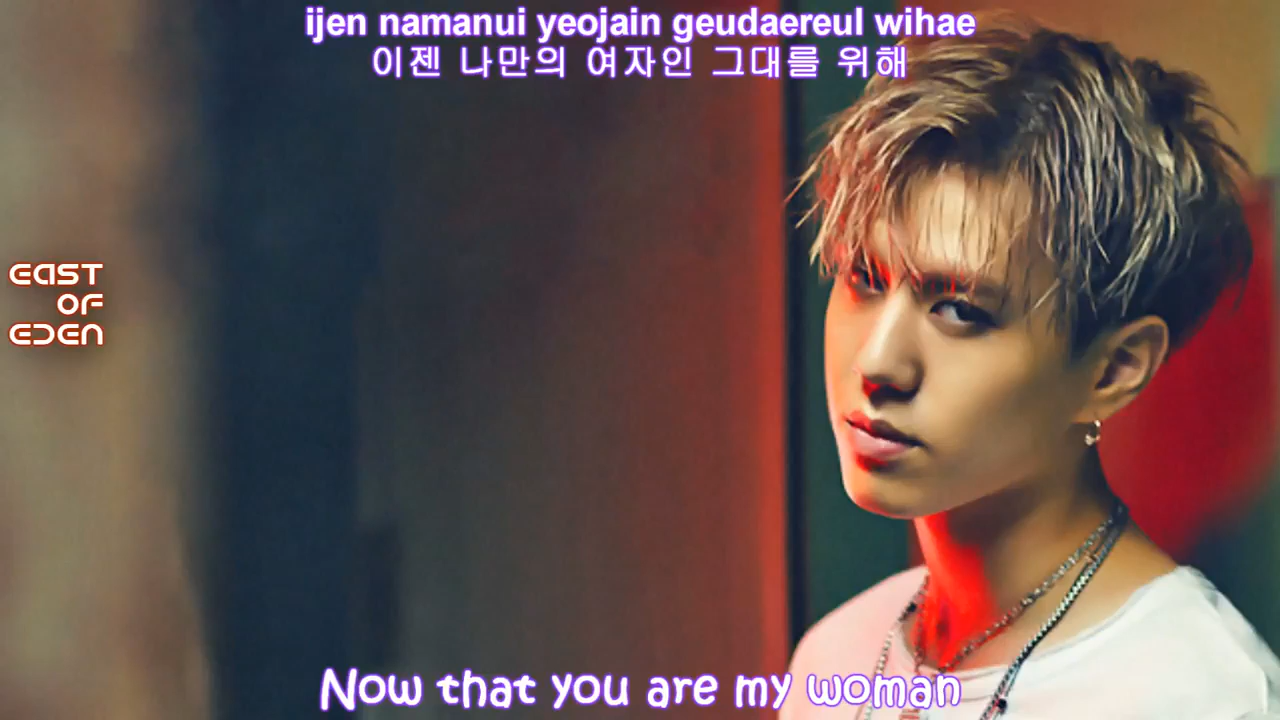 ijen namanui yeojain geudaereul wihae
이젠 나만의 여자인 그대를 위해
EAST
OF
EDEN
Now that you are my woman